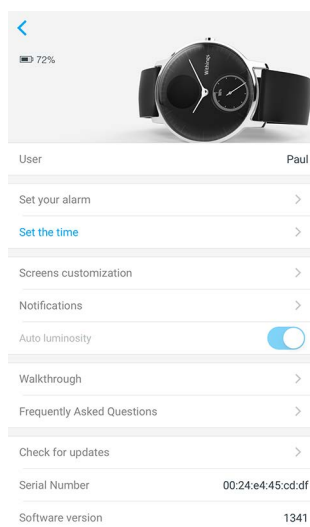 72%
Withings
User Paul
Set your alarm
Set the time
Screens customization
Notifications
Auto luminosity
Walkthrough
Frequently Asked Questions
Check for updates
Serial Number 00:24:e4:45:cd:df
Software version 1341